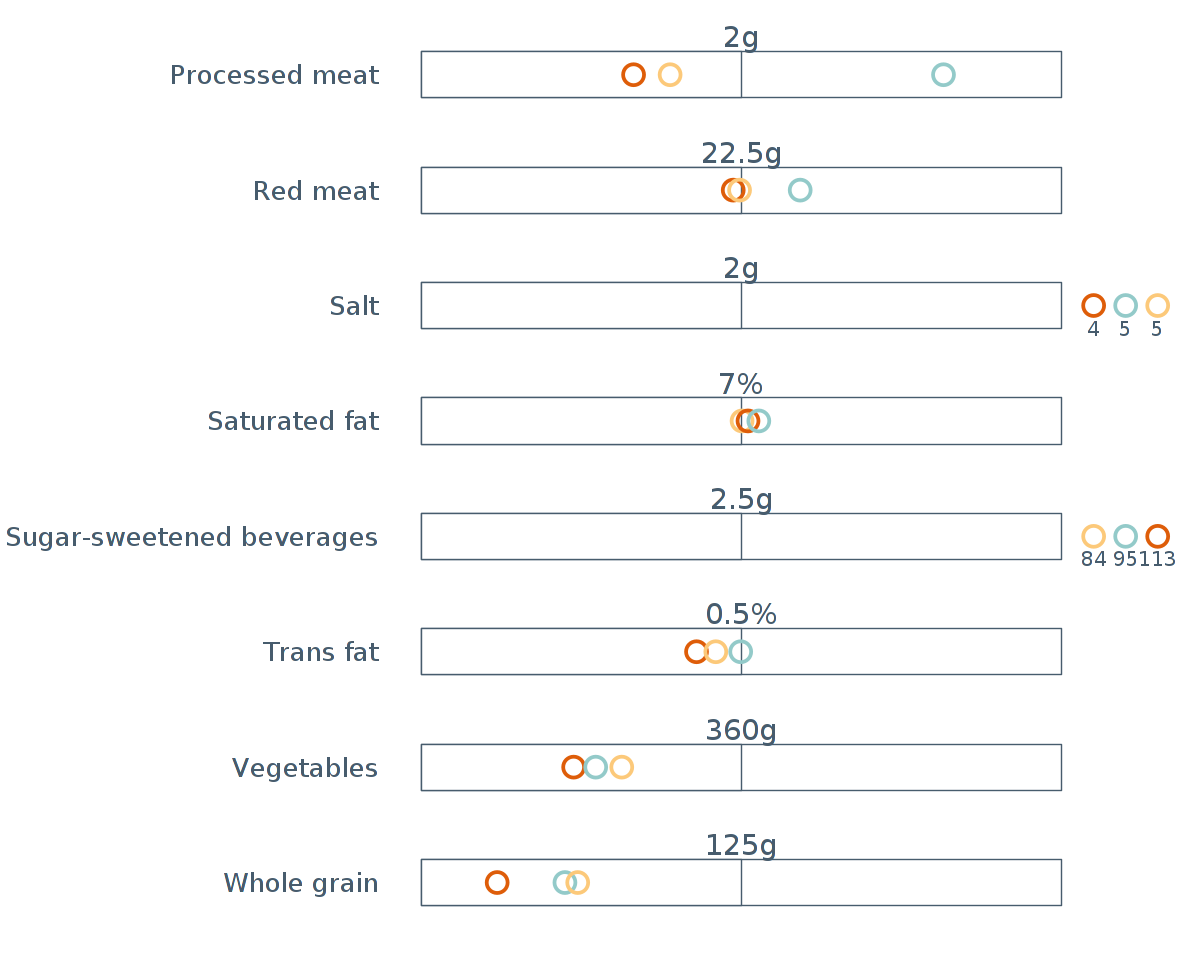 2g
Processed meat
22.5g
Red meat
2g
Salt
4 5 5
7%
Saturated fat
2.5g
Sugar-sweetened beverages
84 95 113
0.5%
Trans fat
360g
Vegetables
125g
Whole grain